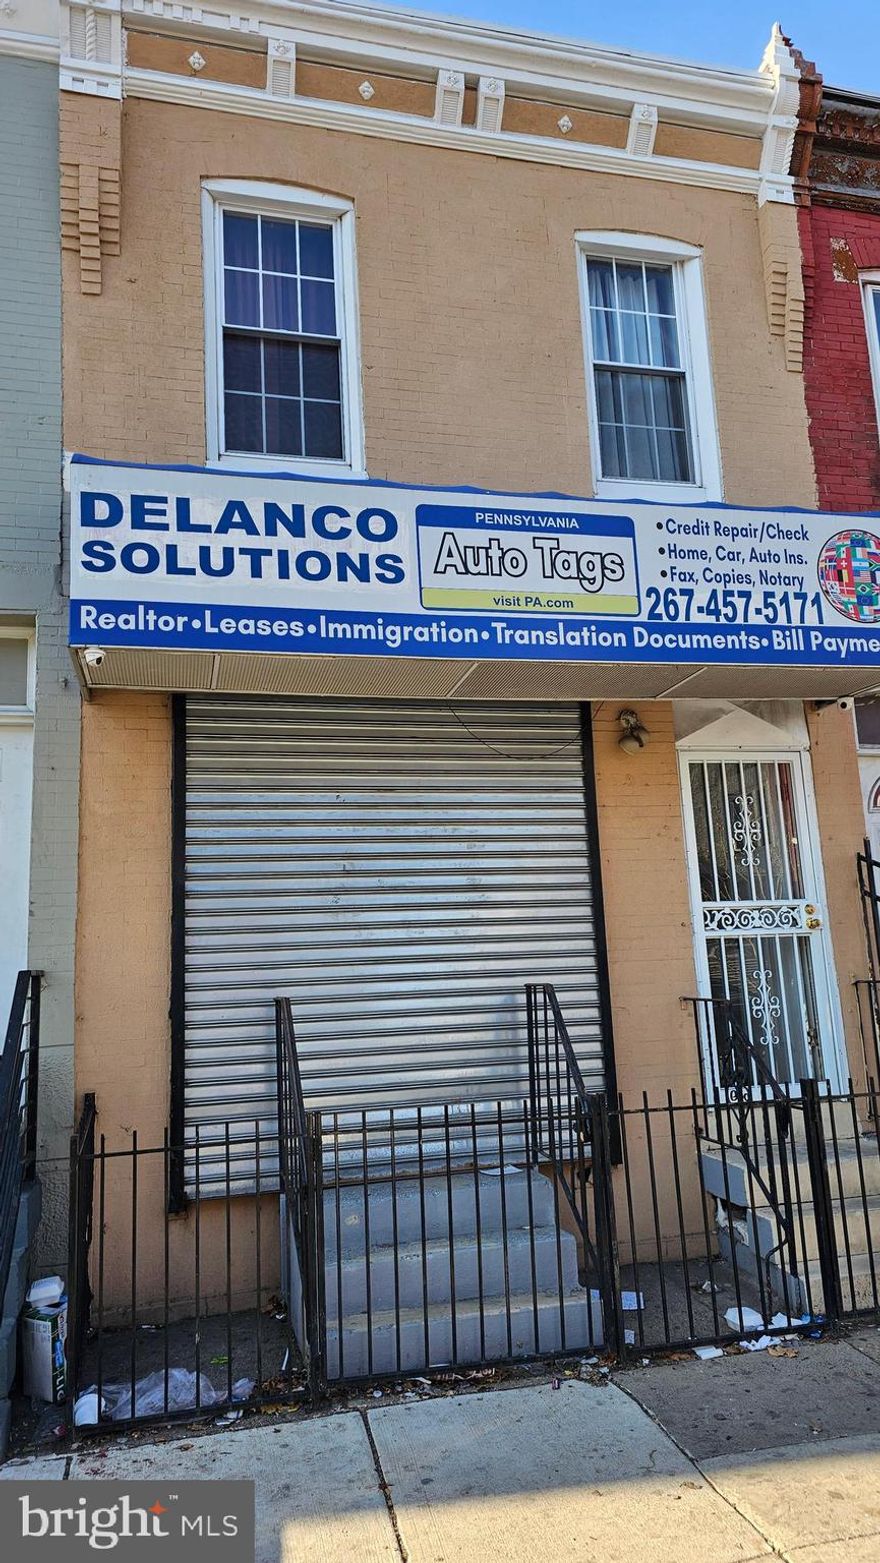 DELANCO
SOLUTIONS
PENNSYLVANIA
Auto Tags
visit PA.com
•Credit Repair/Check
•Home, Car, Auto Ins.
•Fax, Copies, Notary
267-457-5171
Realtor•Leases•Immigration•Translation Documents•Bill Payme
bright™ MLS